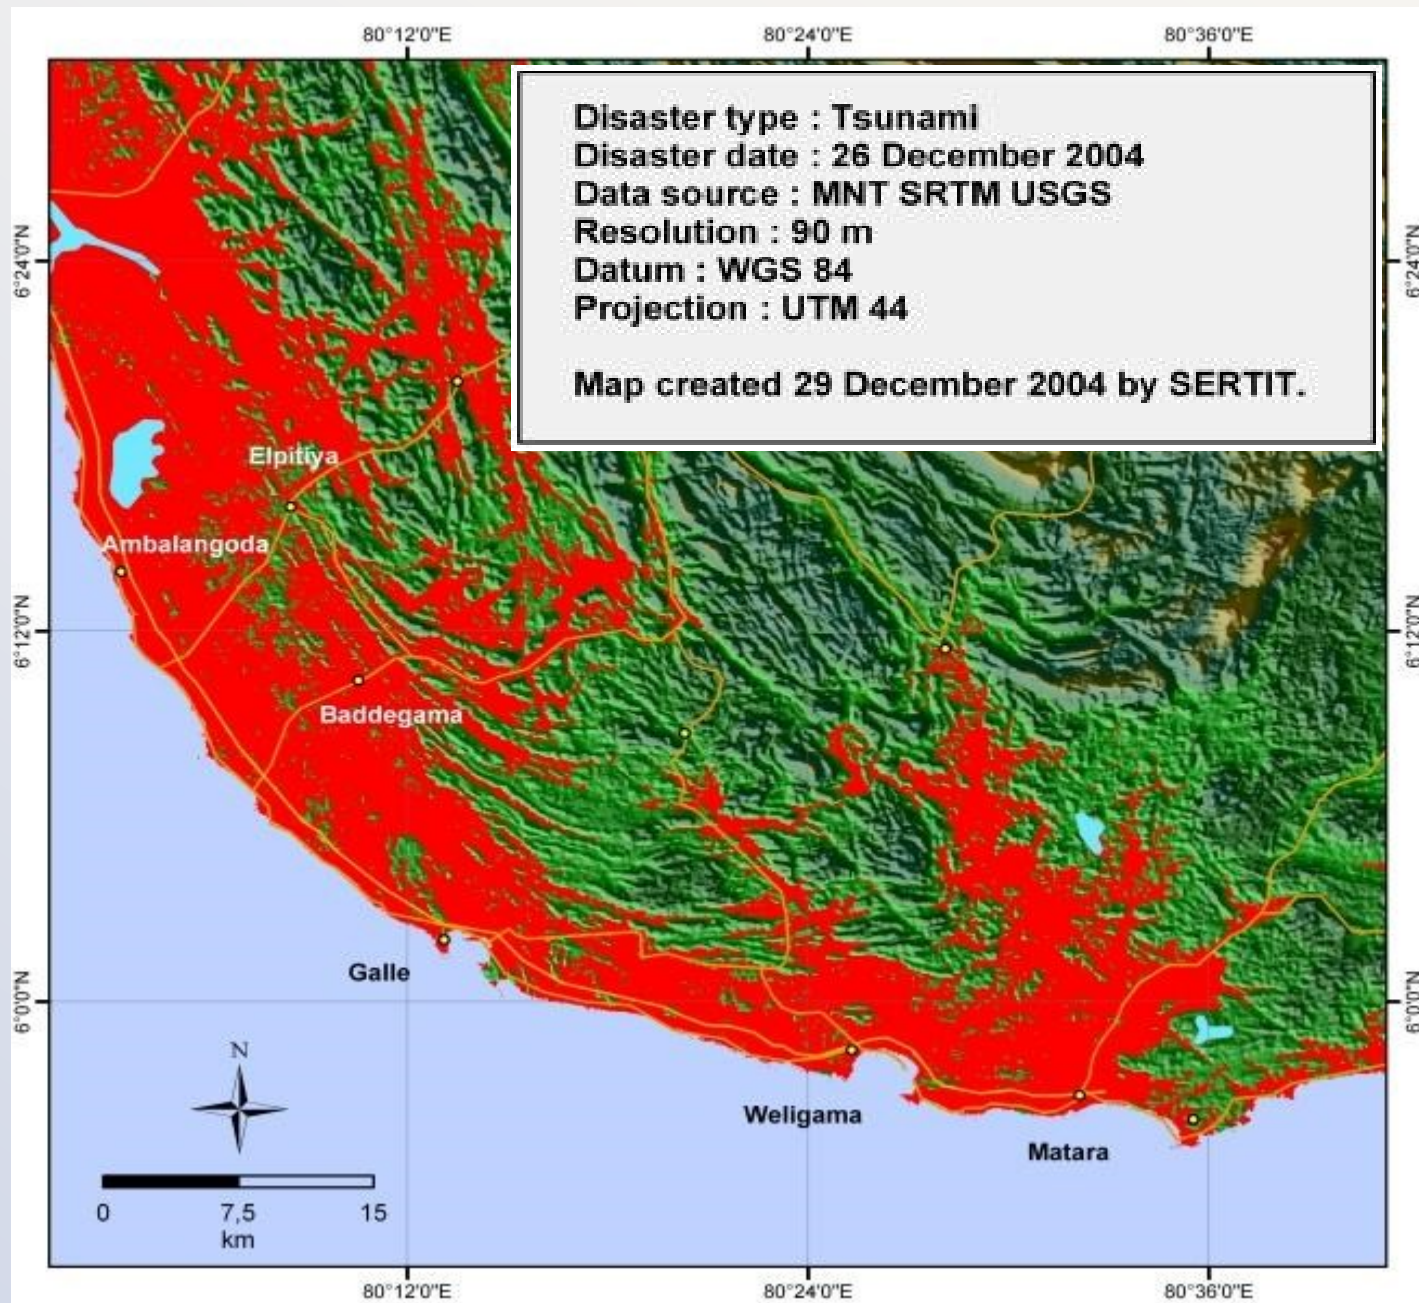 80°12'0"E
80°24'0"E
80°36'0"E
Disaster type : Tsunami
Disaster date : 26 December 2004
Data source : MNT SRTM USGS
Resolution : 90 m
Datum : WGS 84
Projection : UTM 44
Map created 29 December 2004 by SERTIT.
6°24'0"N
6°24'0"N
Elpitiya
Ambalangoda
6°12'0"N
6°12'0"N
Baddegama
Galle
6°0'0"N
6°0'0"N
N
Weligama
Matara
0
7,5
15
km
80°12'0"E
80°24'0"E
80°36'0"E